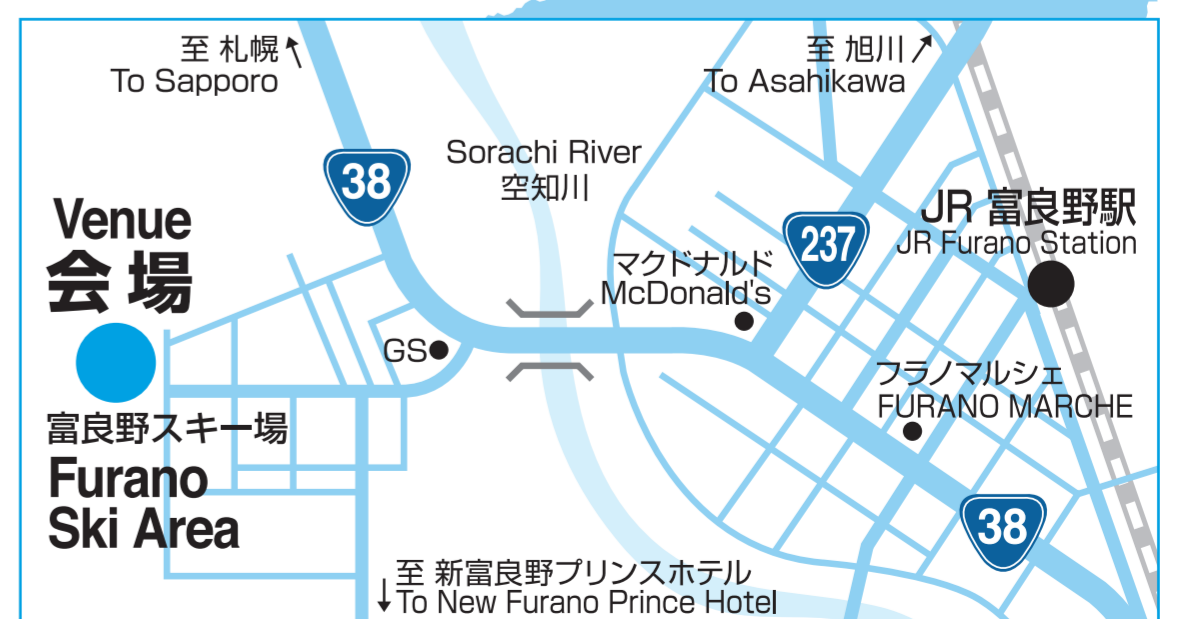 至 札幌
To Sapporo
至 旭川
To Asahikawa
38
Sorachi River
空知川
Venue
会場
237
JR 富良野駅
JR Furano Station
マクドナルド
McDonald's
GS
フラノマルシェ
FURANO MARCHE
富良野スキー場
Furano
Ski Area
38
至 新富良野プリンスホテル
To New Furano Prince Hotel